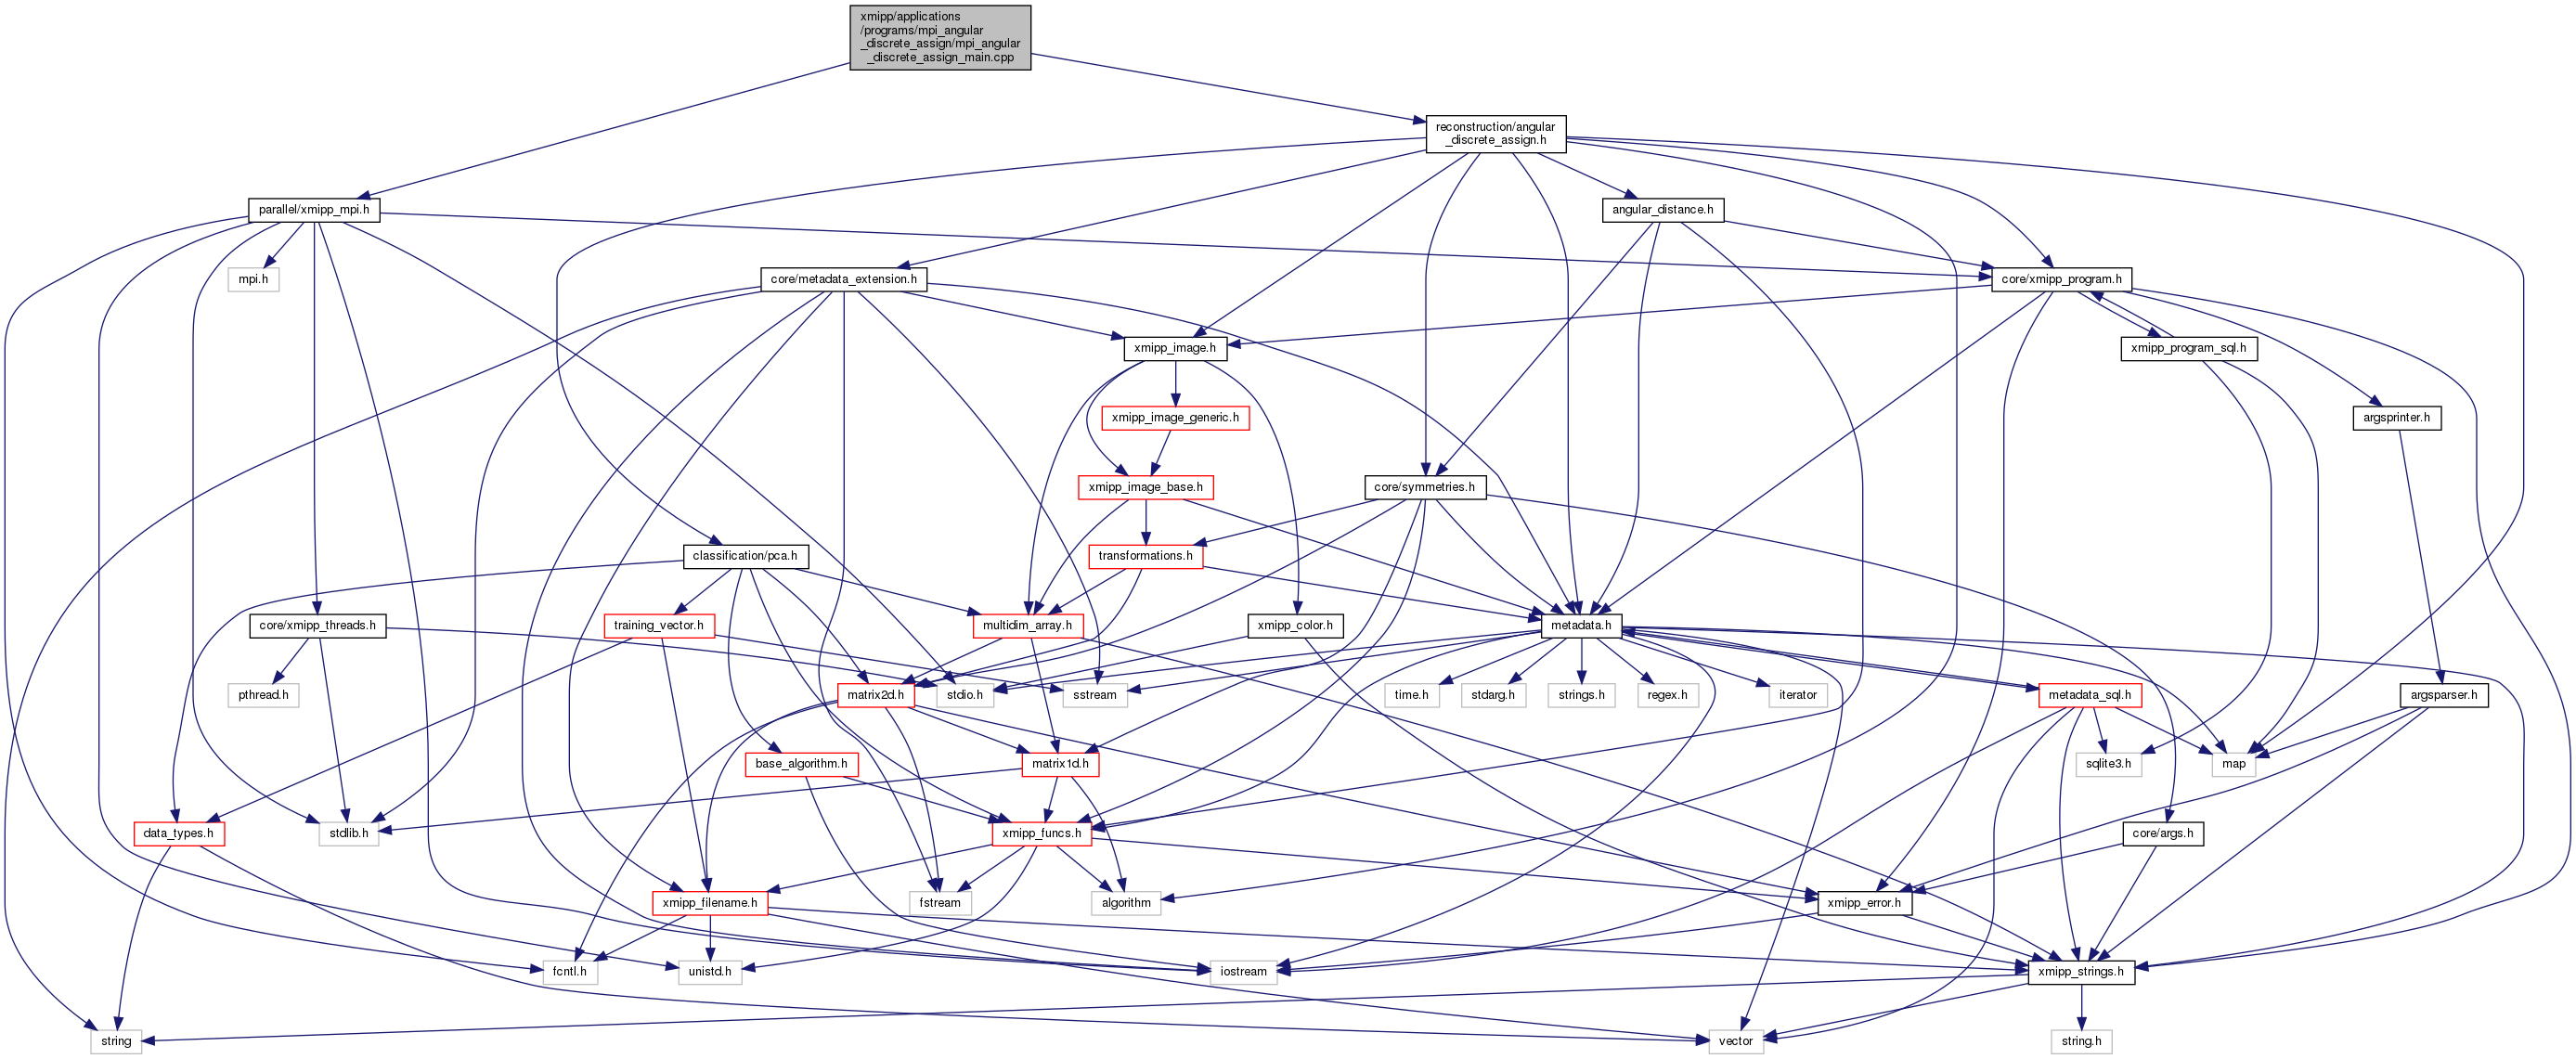 xmipp/applications
/programs/mpi_angular
_discrete_assign/mpi_angular
_discrete_assign_main.cpp
reconstruction/angular
_discrete_assign.h
parallel/xmipp_mpi.h
angular_distance.h
mpi.h
core/metadata_extension.h
core/xmipp_program.h
xmipp_image.h
xmipp_program_sql.h
xmipp_image_generic.h
argsprinter.h
xmipp_image_base.h
core/symmetries.h
classification/pca.h
transformations.h
core/xmipp_threads.h
training_vector.h
multidim_array.h
xmipp_color.h
metadata.h
pthread.h
matrix2d.h
stdio.h
sstream
time.h
stdarg.h
strings.h
regex.h
iterator
metadata_sql.h
argsparser.h
base_algorithm.h
matrix1d.h
sqlite3.h
map
data_types.h
stdlib.h
xmipp_funcs.h
core/args.h
xmipp_filename.h
fstream
algorithm
xmipp_error.h
fcntl.h
unistd.h
iostream
xmipp_strings.h
string
vector
string.h